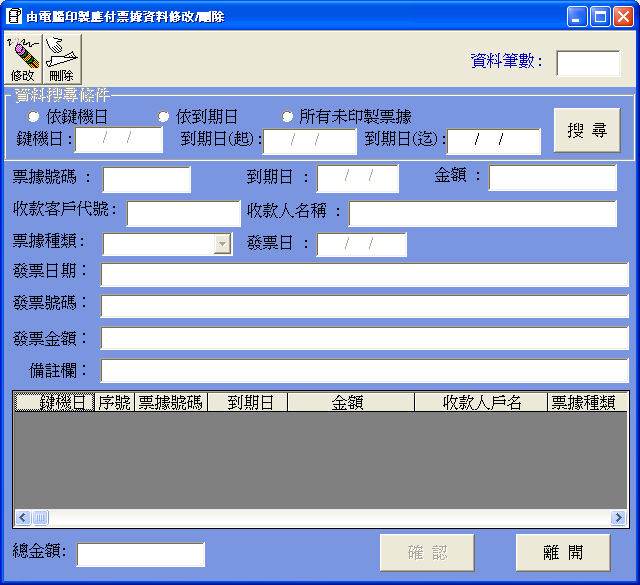 由電腦印製應付票據資料修改/刪除
修改 刪除 資料筆數：
資料搜尋條件
依鍵機日 依到期日 所有未印製票據
鍵機日： / / 到期日(起)： / / 到期日(迄)： / / 搜 尋
票據號碼 ： 到期日 ： / / 金額 ：
收款客戶代號： 收款人名稱 ：
票據種類： 發票日 ： / /
發票日期：
發票號碼：
發票金額：
備註欄：
鍵機日 序號 票據號碼 到期日 金額 收款人戶名 票據種類
總金額： 確 認 離 開